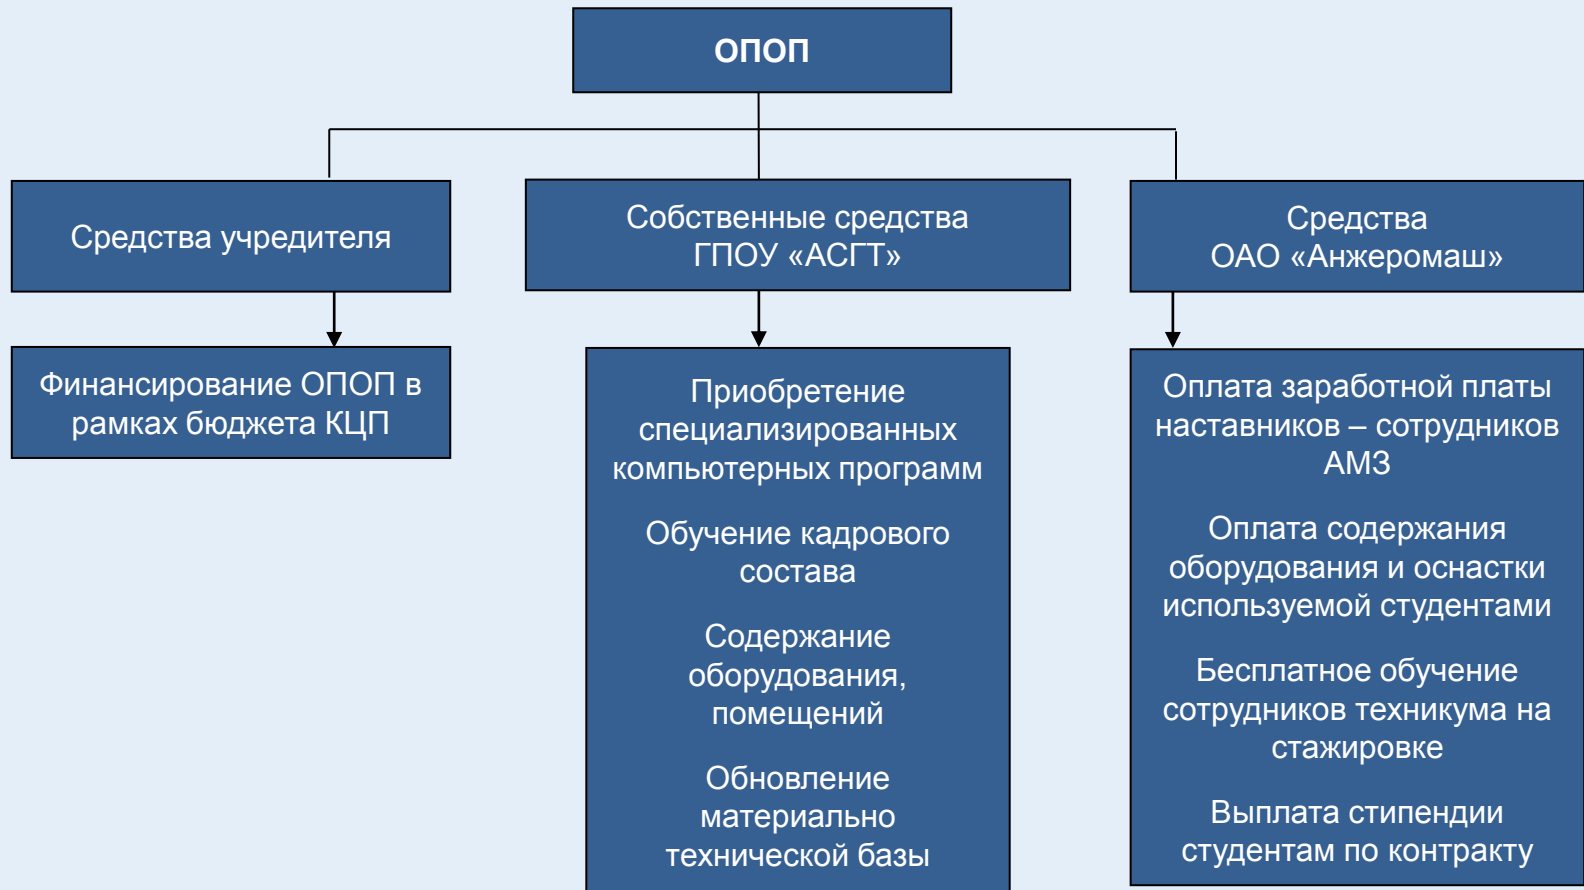 ОПОП
Средства учредителя
Собственные средства
ГПОУ «АСГТ»
Средства
ОАО «Анжеромаш»
Финансирование ОПОП в
рамках бюджета КЦП
Приобретение
специализированных
компьютерных программ
Обучение кадрового
состава
Содержание
оборудования,
помещений
Обновление
материально
технической базы
Оплата заработной платы
наставников – сотрудников
АМЗ
Оплата содержания
оборудования и оснастки
используемой студентами
Бесплатное обучение
сотрудников техникума на
стажировке
Выплата стипендии
студентам по контракту